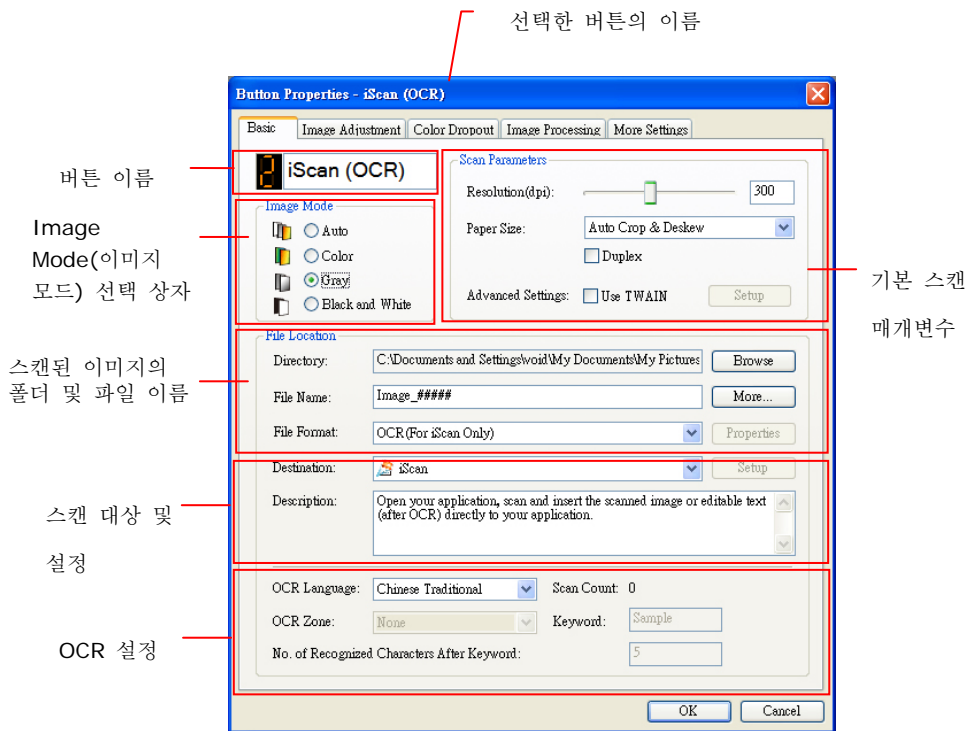 선택한 버튼의 이름
Button Properties - iScan (OCR)
Basic Image Adjustment Color Dropout Image Processing More Settings
버튼 이름
2 iScan (OCR)
Image
Mode(이미지
모드) 선택 상자
Image Mode
Auto
Color
Gray
Black and White
Scan Parameters
Resolution(dpi): 300
Paper Size: Auto Crop & Deskew
Duplex
Advanced Settings: Use TWAIN Setup
기본 스캔
매개변수
스캔된 이미지의
폴더 및 파일 이름
File Location
Directory: C:\Documents and Settings\void\My Documents\My Pictures Browse
File Name: Image_##### More...
File Format: OCR(For iScan Only) Properties
스캔 대상 및
설정
Destination: iScan Setup
Description: Open your application, scan and insert the scanned image or editable text
(after OCR) directly to your application.
OCR 설정
OCR Language: Chinese Traditional Scan Count: 0
OCR Zone: None Keyword: Sample
No. of Recognized Characters After Keyword: 5
OK Cancel